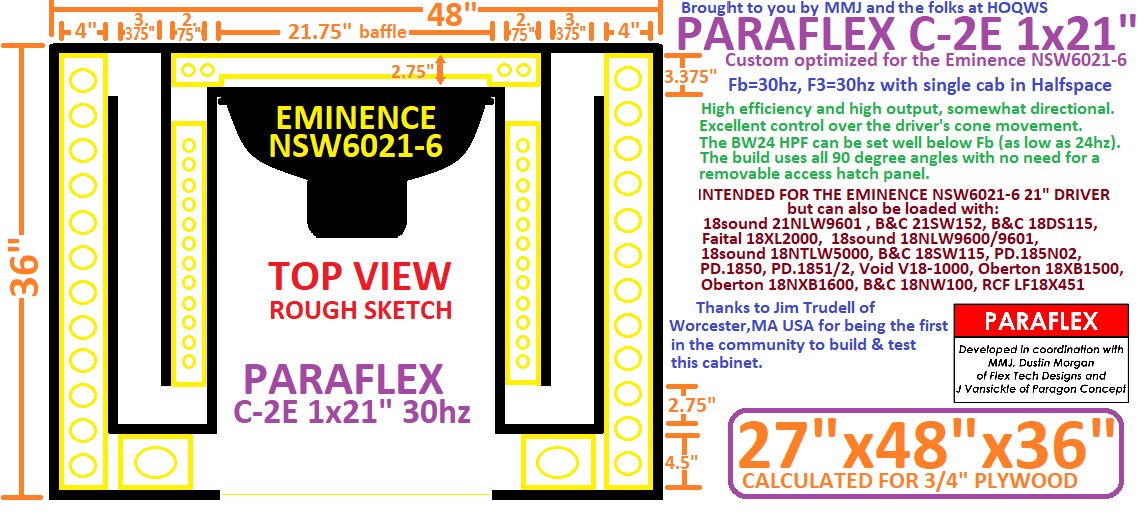 48"
4"
3.
375"
2.
75"
21.75" baffle
2.
75"
3.
375"
4"
2.75"
3.375"
36"
EMINENCE
NSW6021-6
TOP VIEW
ROUGH SKETCH
PARAFLEX
C-2E 1x21" 30hz
2.75"
4.5"
Brought to you by MMJ and the folks at HOQWS
PARAFLEX C-2E 1x21"
Custom optimized for the Eminence NSW6021-6
Fb=30hz, F3=30hz with single cab in Halfspace
High efficiency and high output, somewhat directional.
Excellent control over the driver's cone movement.
The BW24 HPF can be set well below Fb (as low as 24hz).
The build uses all 90 degree angles with no need for a
removable access hatch panel.
INTENDED FOR THE EMINENCE NSW6021-6 21" DRIVER
but can also be loaded with:
18sound 21NLW9601 , B&C 21SW152, B&C 18DS115,
Faital 18XL2000, 18sound 18NLW9600/9601,
18sound 18NTLW5000, B&C 18SW115, PD.185N02,
PD.1850, PD.1851/2, Void V18-1000, Oberton 18XB1500,
Oberton 18NXB1600, B&C 18NW100, RCF LF18X451
Thanks to Jim Trudell of
Worcester,MA USA for being the first
in the community to build & test
this cabinet.
PARAFLEX
Developed in coordination with
MMJ, Dustin Morgan
of Flex Tech Designs and
J Vansickle of Paragon Concept
27"x48"x36"
CALCULATED FOR 3/4" PLYWOOD